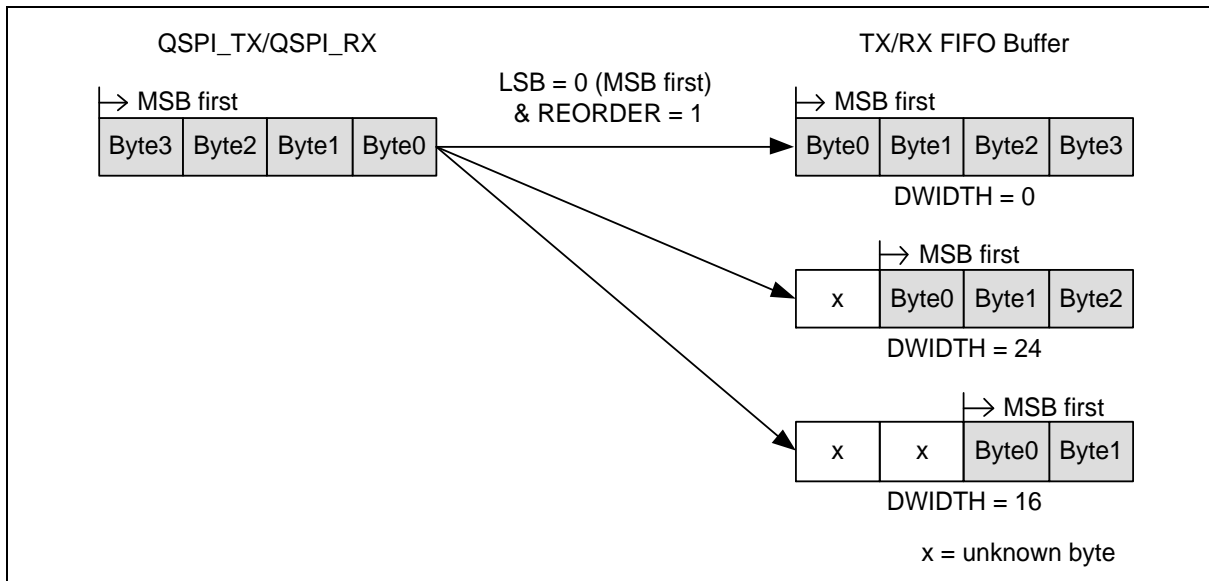 QSPI_TX/QSPI_RX
TX/RX FIFO Buffer
LSB = 0 (MSB first)
& REORDER = 1
MSB first
Byte3 Byte2 Byte1 Byte0
MSB first
Byte0 Byte1 Byte2 Byte3
DWIDTH = 0
MSB first
x Byte0 Byte1 Byte2
DWIDTH = 24
MSB first
x x Byte0 Byte1
DWIDTH = 16
x = unknown byte